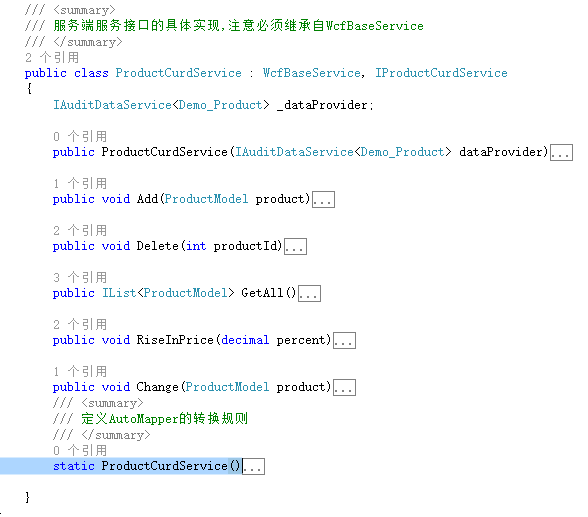 /// <summary>
/// 服务端服务接口的具体实现,注意必须继承自WcfBaseService
/// </summary>
2 个引用
public class ProductCurdService : WcfBaseService, IProductCurdService
{
IAuditDataService<Demo_Product> _dataProvider;
0 个引用
public ProductCurdService(IAuditDataService<Demo_Product> dataProvider)...
1 个引用
public void Add(ProductModel product)...
2 个引用
public void Delete(int productId)...
3 个引用
public IList<ProductModel> GetAll()...
2 个引用
public void RiseInPrice(decimal percent)...
1 个引用
public void Change(ProductModel product)...
/// <summary>
/// 定义AutoMapper的转换规则
/// </summary>
0 个引用
static ProductCurdService()...
}